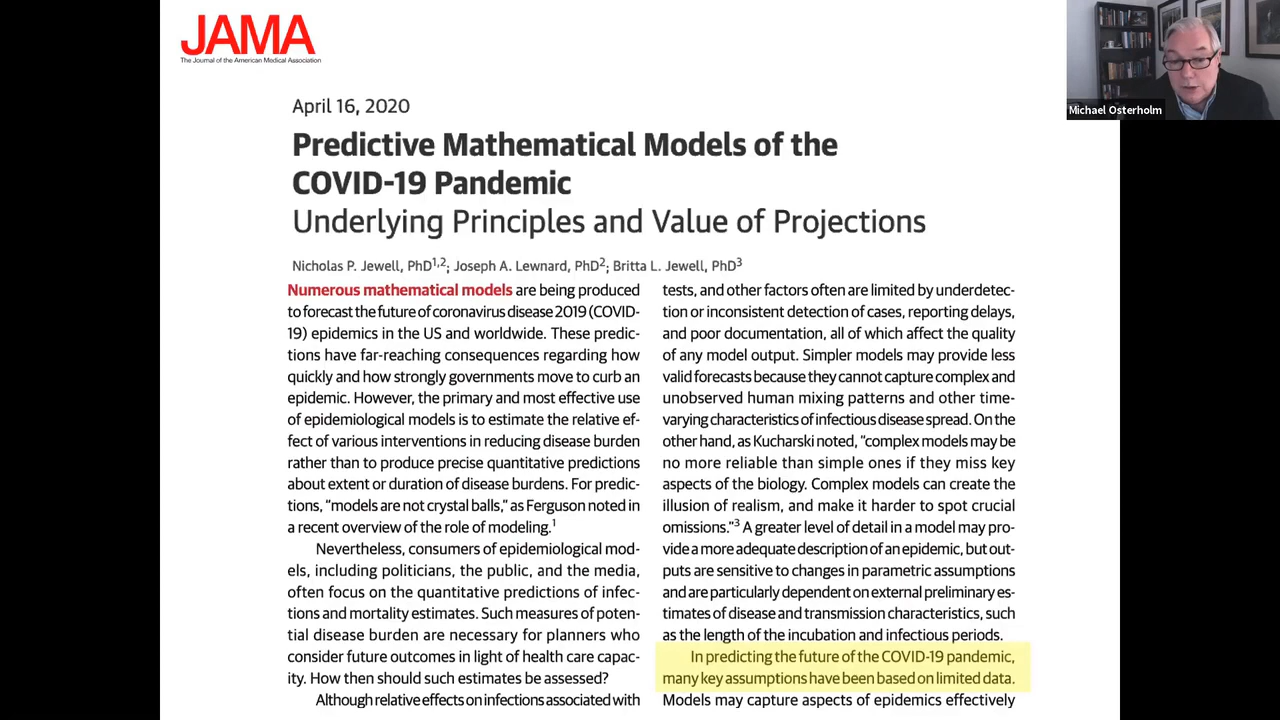 JAMA
The Journal of the American Medical Association
Michael Osterholm
April 16, 2020
Predictive Mathematical Models of the
COVID-19 Pandemic
Underlying Principles and Value of Projections
Nicholas P. Jewell, PhD1,2; Joseph A. Lewnard, PhD2; Britta L. Jewell, PhD3
Numerous mathematical models are being produced
to forecast the future of coronavirus disease 2019 (COVID-
19) epidemics in the US and worldwide. These predic-
tions have far-reaching consequences regarding how
quickly and how strongly governments move to curb an
epidemic. However, the primary and most effective use
of epidemiological models is to estimate the relative ef-
fect of various interventions in reducing disease burden
rather than to produce precise quantitative predictions
about extent or duration of disease burdens. For predic-
tions, “models are not crystal balls,” as Ferguson noted in
a recent overview of the role of modeling.1
Nevertheless, consumers of epidemiological mod-
els, including politicians, the public, and the media,
often focus on the quantitative predictions of infec-
tions and mortality estimates. Such measures of poten-
tial disease burden are necessary for planners who
consider future outcomes in light of health care capac-
ity. How then should such estimates be assessed?
Although relative effects on infections associated with
tests, and other factors often are limited by underdetec-
tion or inconsistent detection of cases, reporting delays,
and poor documentation, all of which affect the quality
of any model output. Simpler models may provide less
valid forecasts because they cannot capture complex and
unobserved human mixing patterns and other time-
varying characteristics of infectious disease spread. On the
other hand, as Kucharski noted, “complex models may be
no more reliable than simple ones if they miss key
aspects of the biology. Complex models can create the
illusion of realism, and make it harder to spot crucial
omissions.”3 A greater level of detail in a model may pro-
vide a more adequate description of an epidemic, but out-
puts are sensitive to changes in parametric assumptions
and are particularly dependent on external preliminary es-
timates of disease and transmission characteristics, such
as the length of the incubation and infectious periods.
In predicting the future of the COVID-19 pandemic,
many key assumptions have been based on limited data.
Models may capture aspects of epidemics effectively